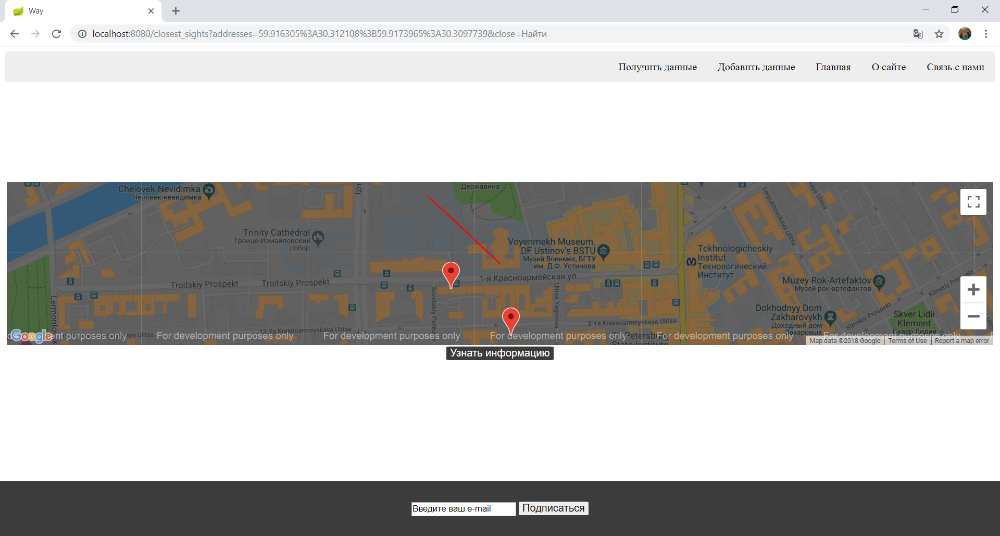 Way
localhost:8080/closest_sights?addresses=59.916305%3A30.312108%3B59.9173965%3A30.3097739&close=Найти
Получить данные
Добавить данные
Главная
О сайте
Связь с нами
Chelovek-Nevidimka
Человек-невидимка
Державина
Trinity Cathedral
Троице-Измайловский
собор
Voyenmekh Museum,
DF Ustinov's BSTU
Музей Военмех, БГТУ
им. Д.Ф. Устинова
Serpukhovskaya Ulitsa
Tekhnologicheskiy
Institut
Технологический
Институт
1-я Красноармейская ул.
Troitskiy Prospekt
Troitskiy Prospekt
Muzey Rok-Artefaktov
Музей рок-артефактов
Klinskiy Prospekt
Ulitsa Yegorova
Dokhodnyy Dom
Zakharovykh
Доходный дом
Захаровых
Skver Lidii
Klement
Сквер Лидии
2-Ya Krasnoarmeyskaya Ulitsa
13-Ya Krasnoarmeyskaya Ulitsa
Google
For development purposes only
For development purposes only
For development purposes only
For development purposes only
For development purposes only
Map data ©2018 Google
Terms of Use
Report a map error
Узнать информацию
Введите ваш e-mail
Подписаться